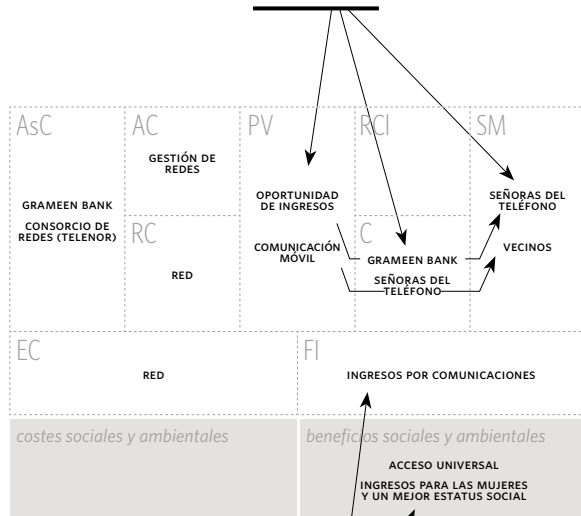 AsC
AC
PV
RCI
SM
GESTIÓN DE
REDES
GRAMEEN BANK
CONSORCIO DE
REDES (TELENOR)
OPORTUNIDAD
DE INGRESOS
SEÑORAS DEL
TELÉFONO
RC
C
COMUNICACIÓN
MÓVIL
GRAMEEN BANK
VECINOS
RED
SEÑORAS DEL
TELÉFONO
EC
FI
RED
INGRESOS POR COMUNICACIONES
costes sociales y ambientales
beneficios sociales y ambientales
ACCESO UNIVERSAL
INGRESOS PARA LAS MUJERES
Y UN MEJOR ESTATUS SOCIAL